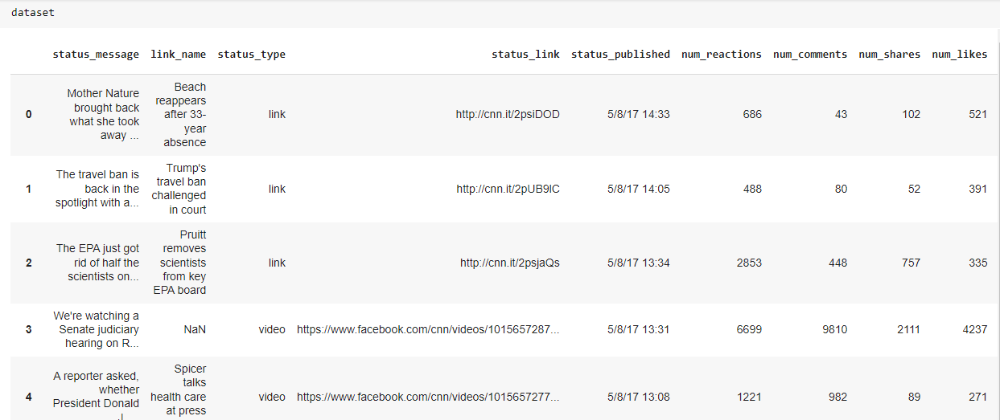 dataset
status_message link_name status_type status_link status_published num_reactions num_comments num_shares num_likes
0 Mother Nature brought back what she took away ... Beach reappears after 33-year absence link http://cnn.it/2psiDOD 5/8/17 14:33 686 43 102 521
1 The travel ban is back in the spotlight with a... Trump's travel ban challenged in court link http://cnn.it/2pUB9IC 5/8/17 14:05 488 80 52 391
2 The EPA just got rid of half the scientists on... Pruitt removes scientists from key EPA board link http://cnn.it/2psjaQs 5/8/17 13:34 2853 448 757 335
3 We're watching a Senate judiciary hearing on R... NaN video https://www.facebook.com/cnn/videos/1015657287... 5/8/17 13:31 6699 9810 2111 4237
4 A reporter asked, whether President Donald Spicer talks health care at press video https://www.facebook.com/cnn/videos/1015657277... 5/8/17 13:08 1221 982 89 271